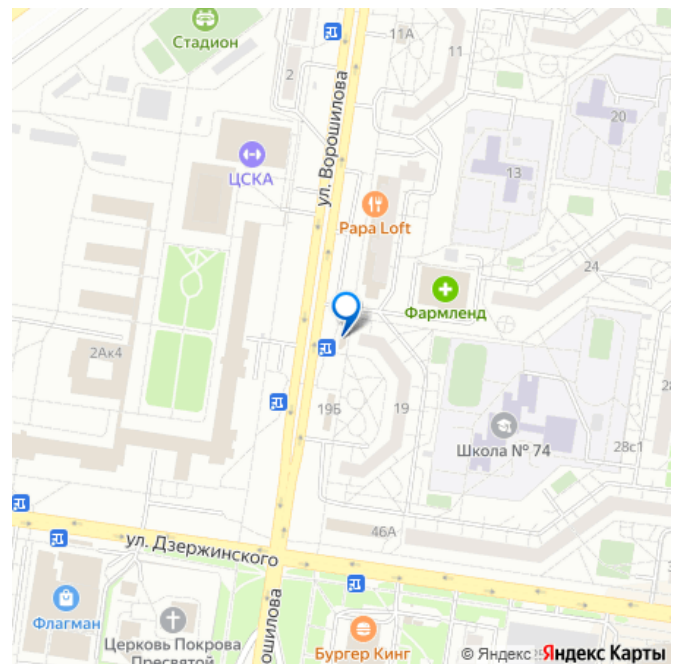 Стадион
11А
11
2
20
ул. Ворошилова
ЦСКА
13
Papa Loft
24
Фармленд
2Ак4
19Б
19
Школа № 74
28с1
46А
ул. Дзержинского
Флагман
Церковь Покрова
Пресвятой
Бургер Кинг
© Яндекс
Яндекс Карты